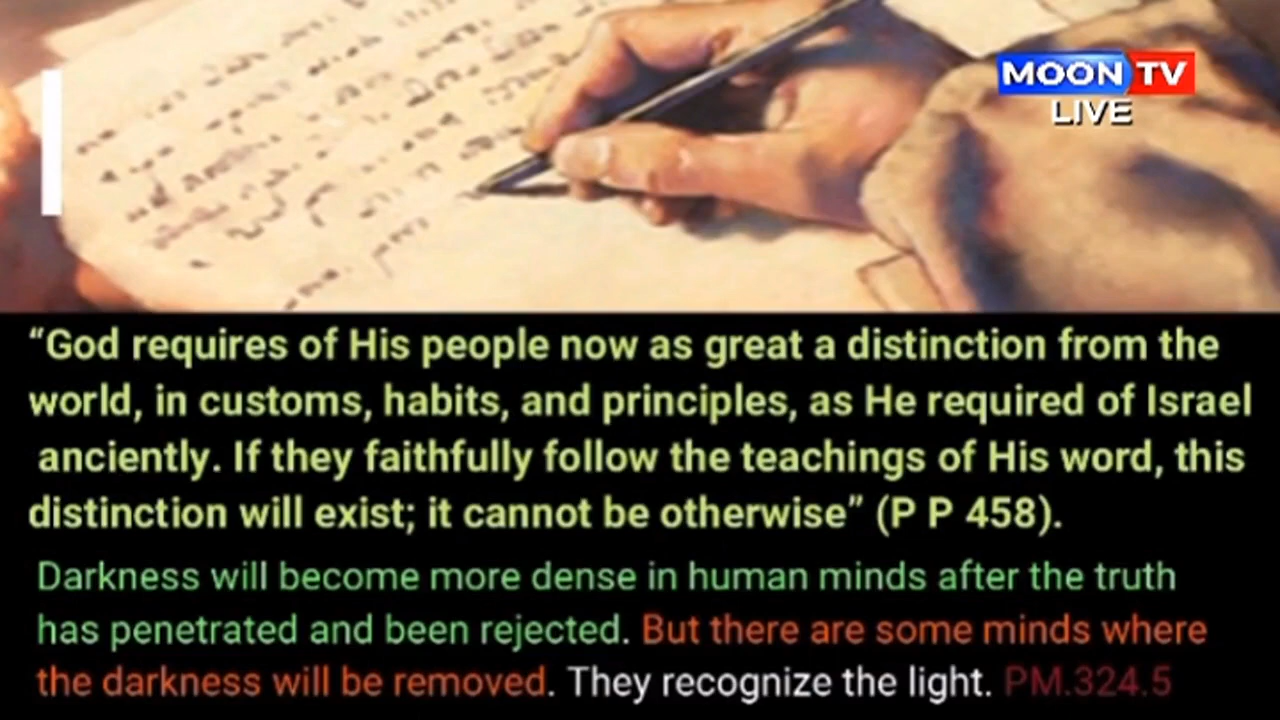 MOON TV
LIVE
“God requires of His people now as great a distinction from the
world, in customs, habits, and principles, as He required of Israel
anciently. If they faithfully follow the teachings of His word, this
distinction will exist; it cannot be otherwise” (P P 458).
Darkness will become more dense in human minds after the truth
has penetrated and been rejected. But there are some minds where
the darkness will be removed. They recognize the light. PM.324.5